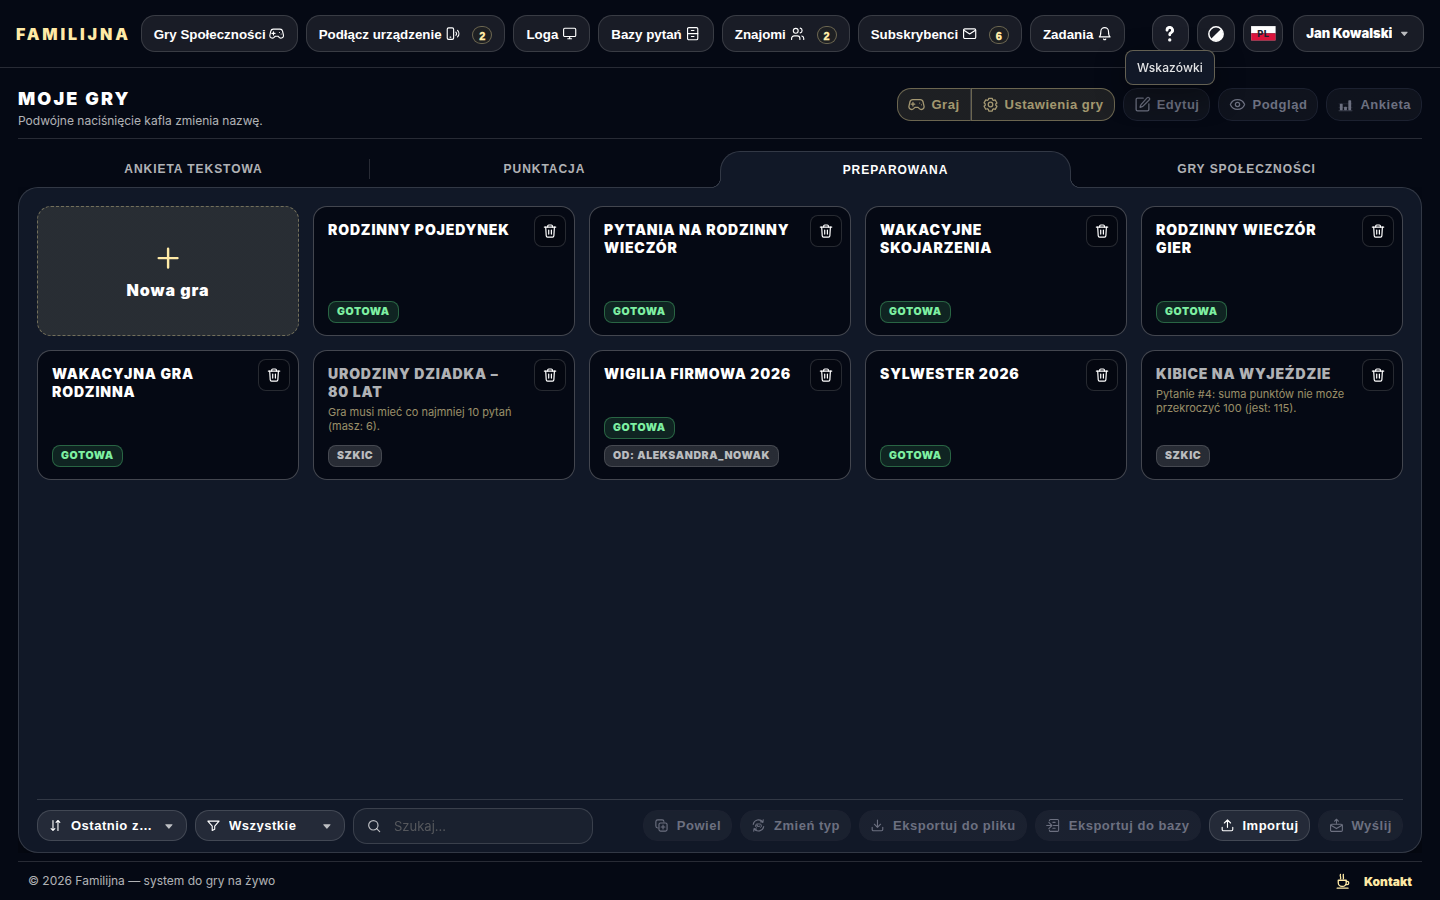 FAMILIJNA
Gry Społeczności
Podłącz urządzenie 2
Loga
Bazy pytań
Znajomi 2
Subskrybenci 6
Zadania
?
PL
Jan Kowalski
Wskazówki
MOJE GRY
Podwójne naciśnięcie kafla zmienia nazwę.
Graj
Ustawienia gry
Edytuj
Podgląd
Ankieta
ANKIETA TEKSTOWA
PUNKTACJA
PREPAROWANA
GRY SPOŁECZNOŚCI
Nowa gra
RODZINNY POJEDYNEK
GOTOWA
PYTANIA NA RODZINNY
WIECZÓR
GOTOWA
WAKACYJNE
SKOJARZENIA
GOTOWA
RODZINNY WIECZÓR
GIER
GOTOWA
WAKACYJNA GRA
RODZINNA
GOTOWA
URODZINY DZIADKA –
80 LAT
Gra musi mieć co najmniej 10 pytań
(masz: 6).
SZKIC
WIGILIA FIRMOWA 2026
GOTOWA
OD: ALEKSANDRA_NOWAK
SYLWESTER 2026
GOTOWA
KIBICE NA WYJEŹDZIE
Pytanie #4: suma punktów nie może
przekroczyć 100 (jest: 115).
SZKIC
Ostatnio z...
Wszystkie
Szukaj...
Powiel
Zmień typ
Eksportuj do pliku
Eksportuj do bazy
Importuj
Wyślij
© 2026 Familijna — system do gry na żywo
Kontakt